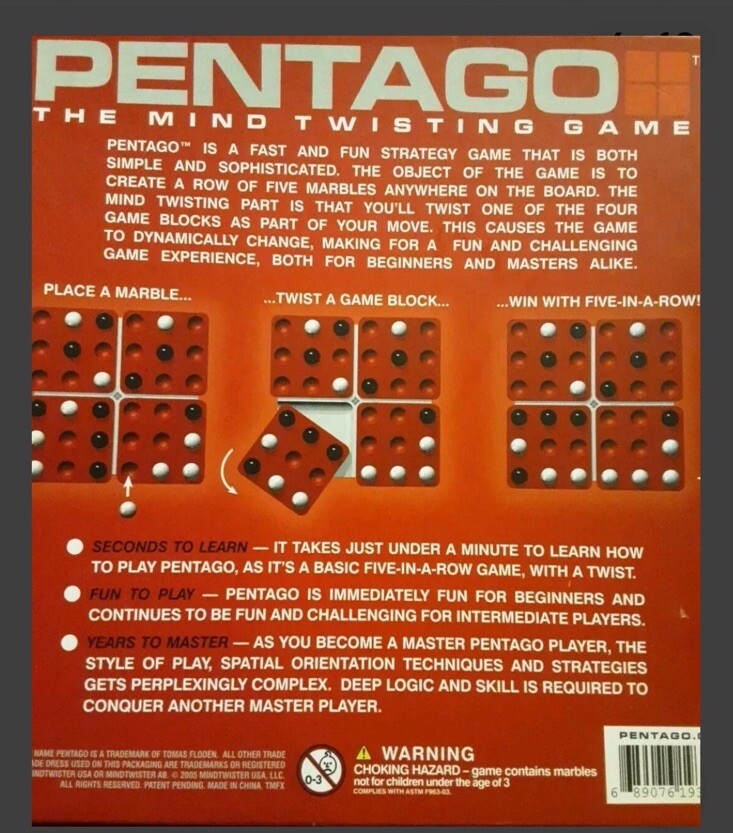 PENTAGO
THE MIND TWISTING GAME
PENTAGO™ IS A FAST AND FUN STRATEGY GAME THAT IS BOTH
SIMPLE AND SOPHISTICATED. THE OBJECT OF THE GAME IS TO
CREATE A ROW OF FIVE MARBLES ANYWHERE ON THE BOARD. THE
MIND TWISTING PART IS THAT YOU'LL TWIST ONE OF THE FOUR
GAME BLOCKS AS PART OF YOUR MOVE. THIS CAUSES THE GAME
TO DYNAMICALLY CHANGE, MAKING FOR A FUN AND CHALLENGING
GAME EXPERIENCE, BOTH FOR BEGINNERS AND MASTERS ALIKE.
PLACE A MARBLE...
...TWIST A GAME BLOCK...
...WIN WITH FIVE-IN-A-ROW!
SECONDS TO LEARN — IT TAKES JUST UNDER A MINUTE TO LEARN HOW
TO PLAY PENTAGO, AS IT'S A BASIC FIVE-IN-A-ROW GAME, WITH A TWIST.
FUN TO PLAY — PENTAGO IS IMMEDIATELY FUN FOR BEGINNERS AND
CONTINUES TO BE FUN AND CHALLENGING FOR INTERMEDIATE PLAYERS.
YEARS TO MASTER — AS YOU BECOME A MASTER PENTAGO PLAYER, THE
STYLE OF PLAY, SPATIAL ORIENTATION TECHNIQUES AND STRATEGIES
GETS PERPLEXINGLY COMPLEX. DEEP LOGIC AND SKILL IS REQUIRED TO
CONQUER ANOTHER MASTER PLAYER.
NAME PENTAGO IS A TRADEMARK OF TOMAS FLODEN. ALL OTHER TRADE
DRESS USED ON THIS PACKAGING ARE TRADEMARKS OR REGISTERED
MINDTWISTER USA OR MINDTWISTER AB. © 2005 MINDTWISTER USA, LLC.
ALL RIGHTS RESERVED. PATENT PENDING. MADE IN CHINA. TMFX
0-3
WARNING
CHOKING HAZARD – game contains marbles
not for children under the age of 3
COMPLIES WITH ASTM F963-03.
PENTAGO.
6 89076 193